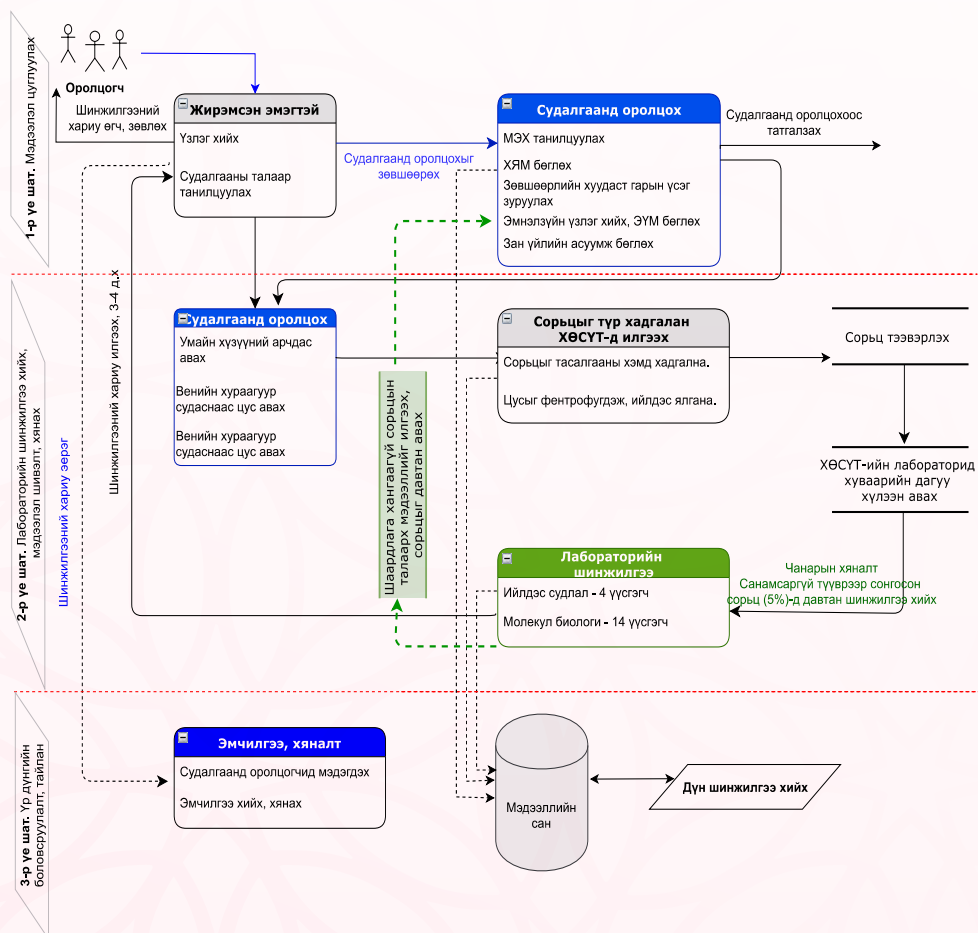 1-р үе шат. Мэдээлэл цуглуулах
Оролцогч
Шинжилгээний
хариу өгч, зөвлөх
Жирэмсэн эмэгтэй
Үзлэг хийх
Судалгааны талаар
танилцуулах
Судалгаанд оролцохыг
зөвшөөрөх
Судалгаанд оролцох
МЭХ танилцуулах
ХЯМ бөглөх
Зөвшөөрлийн хуудаст гарын үсэг
зуруулах
Эмнэлзүйн үзлэг хийх, ЭҮМ бөглөх
Зан үйлийн асуумж бөглөх
Судалгаанд оролцохоос
татгалзах
2-р үе шат. Лабораторийн шинжилгээ хийх,
мэдээлэл шивэлт, хянах
Шинжилгээний хариу эерэг
Шинжилгээний хариу илгээх, 3-4 д.х
Судалгаанд оролцох
Умайн хүзүүний арчдас
авах
Венийн хураагуур
судаснаас цус авах
Венийн хураагуур
судаснаас цус авах
Шаардлага хангаагүй сорьцын
талаарх мэдээллийг илгээх,
сорьцыг давтан авах
Сорьцыг түр хадгалан
ХӨСҮТ-д илгээх
Сорьцыг тасалгааны хэмд хадгална.
Цусыг фентрофугдэж, ийлдэс ялгана.
Сорьц тээвэрлэх
ХӨСҮТ-ийн лабораторид
хуваарийн дагуу
хүлээн авах
Чанарын хяналт
Санамсаргүй түүврээр сонгосон
сорьц (5%)-д давтан шинжилгээ хийх
Лабораторийн
шинжилгээ
Ийлдэс судлал - 4 үүсгэгч
Молекул биологи - 14 үүсгэгч
3-р үе шат. Үр дүнгийн
боловсруулалт, тайлан
Эмчилгээ, хяналт
Судалгаанд оролцогчид мэдэгдэх
Эмчилгээ хийх, хянах
Мэдээллийн
сан
Дүн шинжилгээ хийх